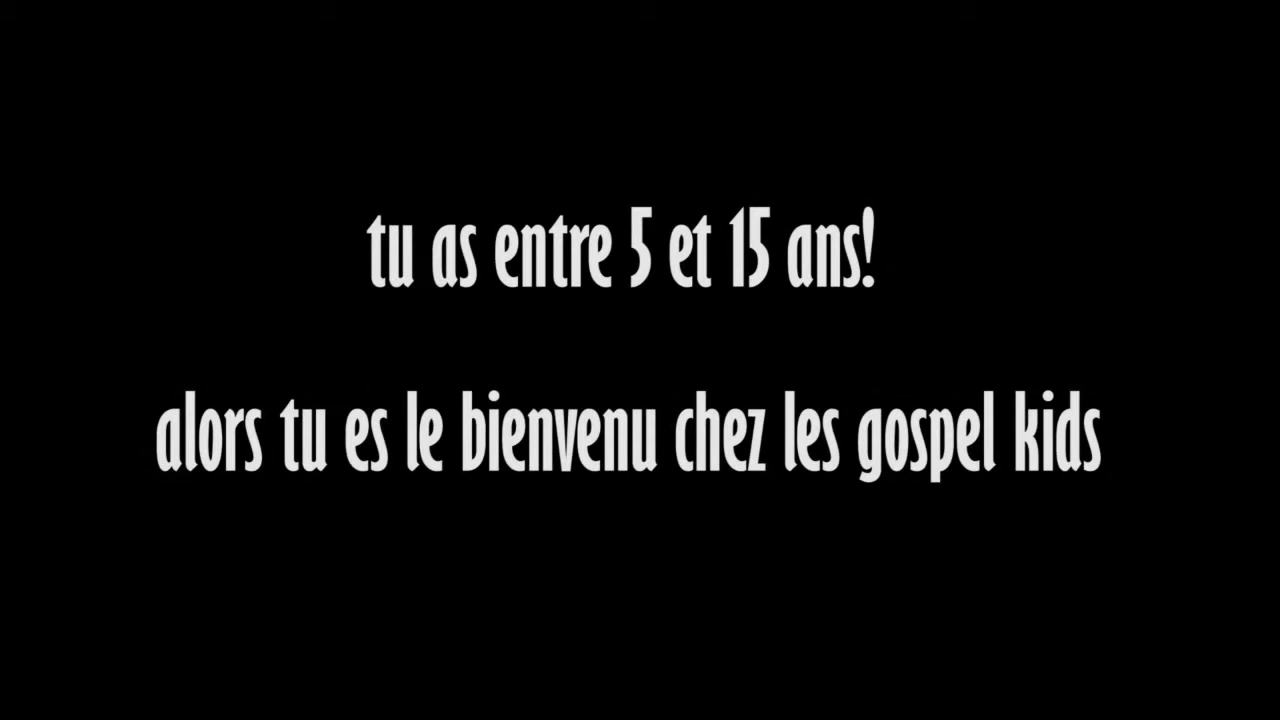 tu as entre 5 et 15 ans!
alors tu es le bienvenu chez les gospel kids